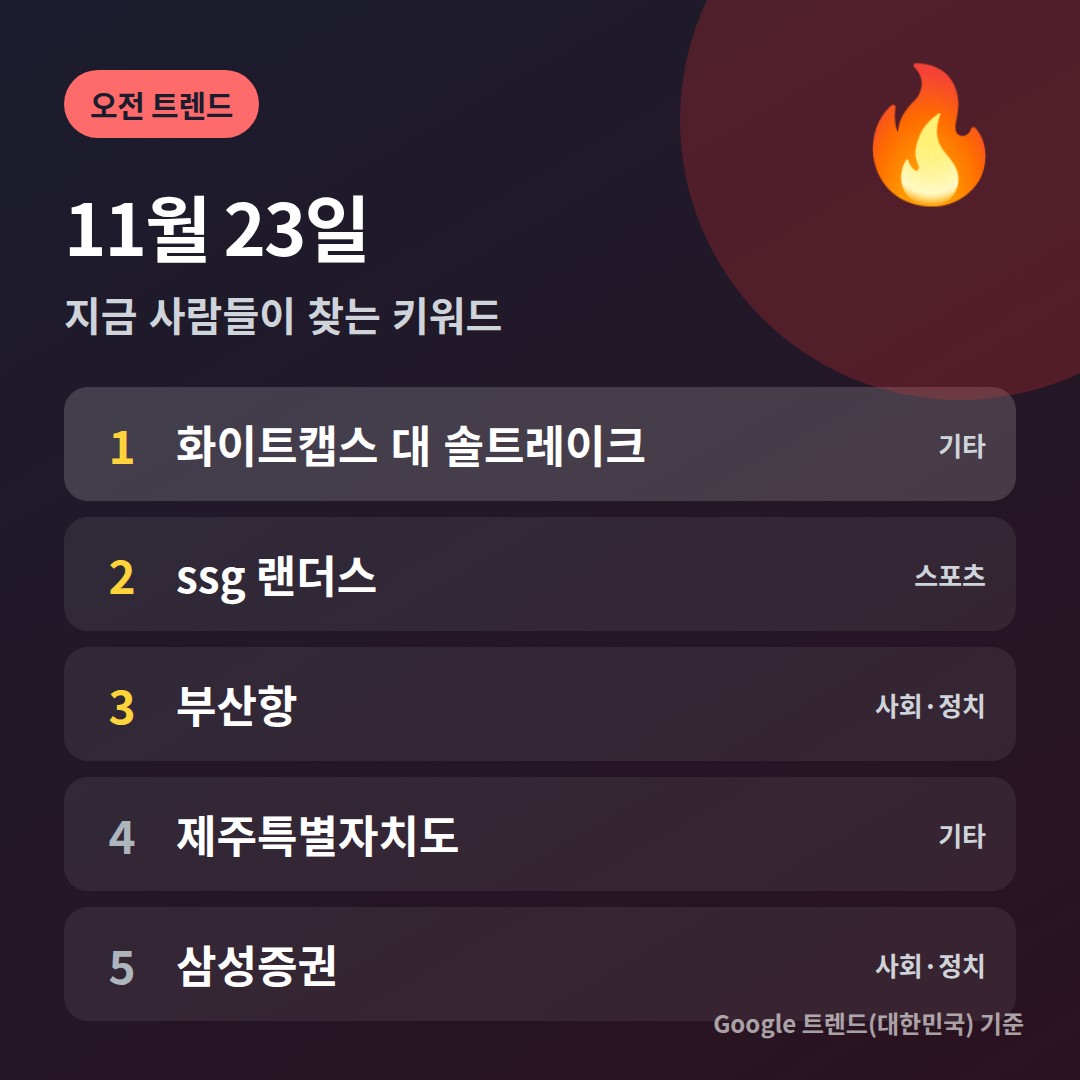 오전 트렌드
11월 23일
지금 사람들이 찾는 키워드
1 화이트캡스 대 솔트레이크 기타
2 ssg 랜더스 스포츠
3 부산항 사회·정치
4 제주특별자치도 기타
5 삼성증권 사회·정치
Google 트렌드(대한민국) 기준